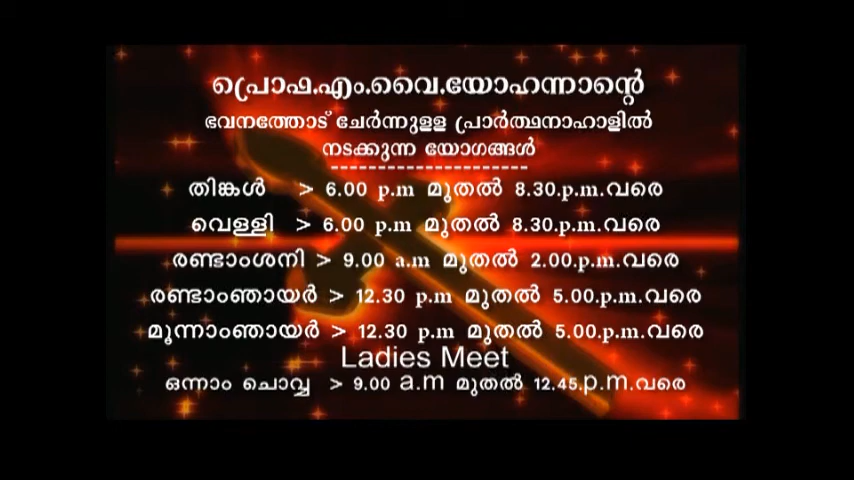 പ്രൊഫ.എം.വൈ.യോഹന്നാന്റെ
ഭവനത്തോട് ചേർന്നുളള പ്രാർത്ഥനാഹാളിൽ
നടക്കുന്ന യോഗങ്ങൾ
--------------------
തിങ്കൾ > 6.00 p.m മുതൽ 8.30.p.m.വരെ
വെള്ളി > 6.00 p.m മുതൽ 8.30.p.m.വരെ
രണ്ടാംശനി > 9.00 a.m മുതൽ 2.00.p.m.വരെ
രണ്ടാംഞായർ > 12.30 p.m മുതൽ 5.00.p.m.വരെ
മൂന്നാംഞായർ > 12.30 p.m മുതൽ 5.00.p.m.വരെ
Ladies Meet
ഒന്നാം ചൊവ്വ > 9.00 a.m മുതൽ 12.45.p.m.വരെ